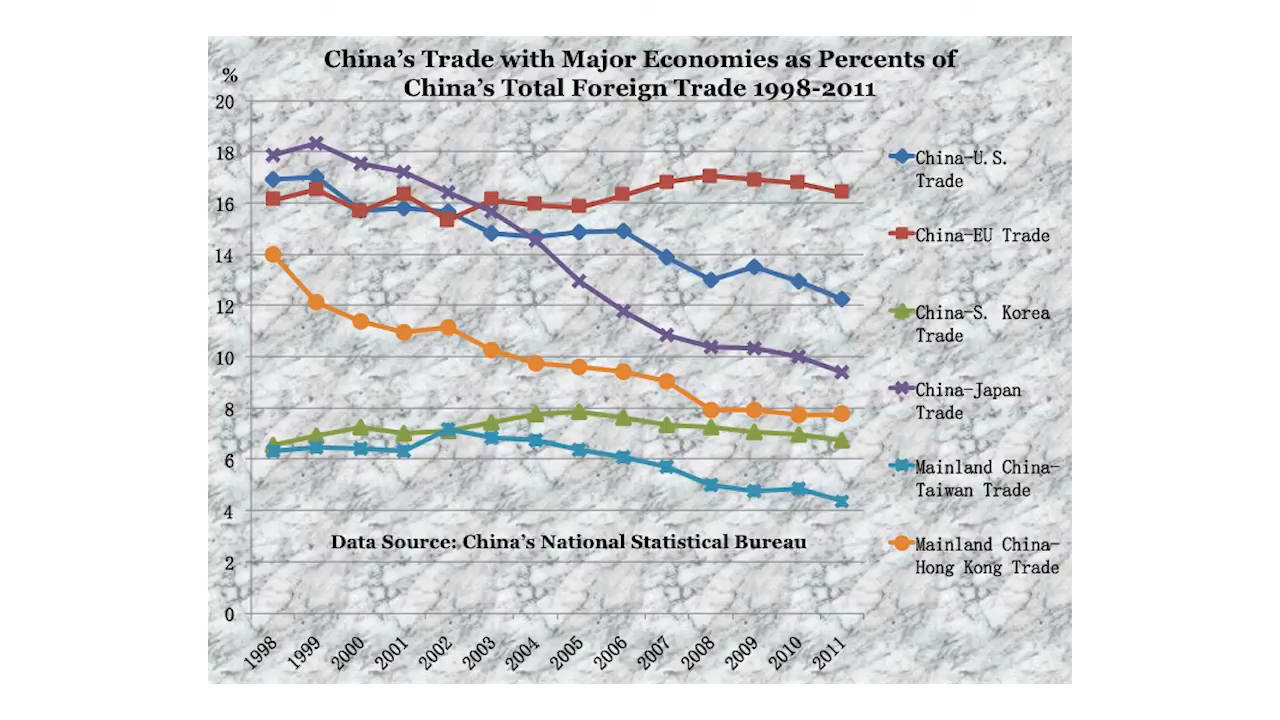 China’s Trade with Major Economies as Percents of
China’s Total Foreign Trade 1998-2011
%
20
18
16
14
12
10
8
6
4
2
0
1998
1999
2000
2001
2002
2003
2004
2005
2006
2007
2008
2009
2010
2011
China-U.S.
Trade
China-EU Trade
China-S. Korea
Trade
China-Japan
Trade
Mainland China-
Taiwan Trade
Mainland China-
Hong Kong Trade
Data Source: China’s National Statistical Bureau